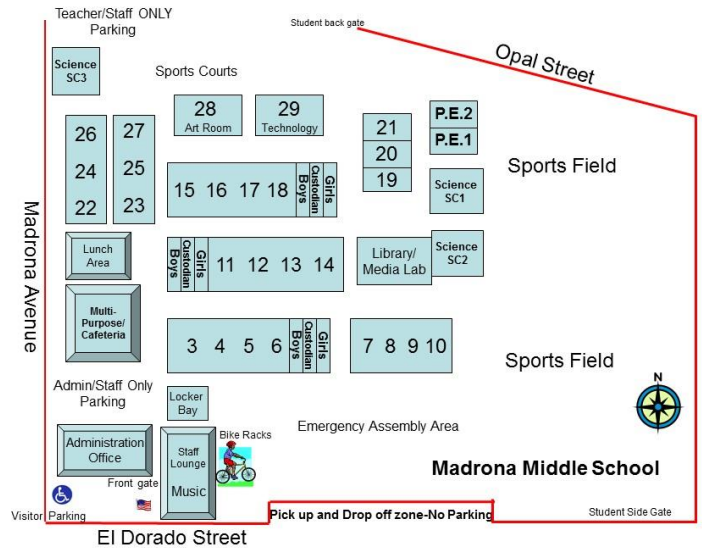 Teacher/Staff ONLY
Parking
Student back gate
Opal Street
Science
SC3
Sports Courts
28
Art Room
29
Technology
P.E.2
P.E.1
21
20
19
26
27
24
25
22
23
15 16 17 18
Boys
Custodian
Girls
Sports Field
Science
SC1
Madrona Avenue
Lunch
Area
Boys
Custodian
Girls
11 12 13 14
Library/
Media Lab
Science
SC2
Multi-
Purpose/
Cafeteria
3 4 5 6
Boys
Custodian
Girls
7 8 9 10
Sports Field
N
Admin/Staff Only
Parking
Locker
Bay
Emergency Assembly Area
Administration
Office
Staff
Lounge
Music
Bike Racks
Madrona Middle School
Front gate
Visitor Parking
Pick up and Drop off zone-No Parking
Student Side Gate
El Dorado Street